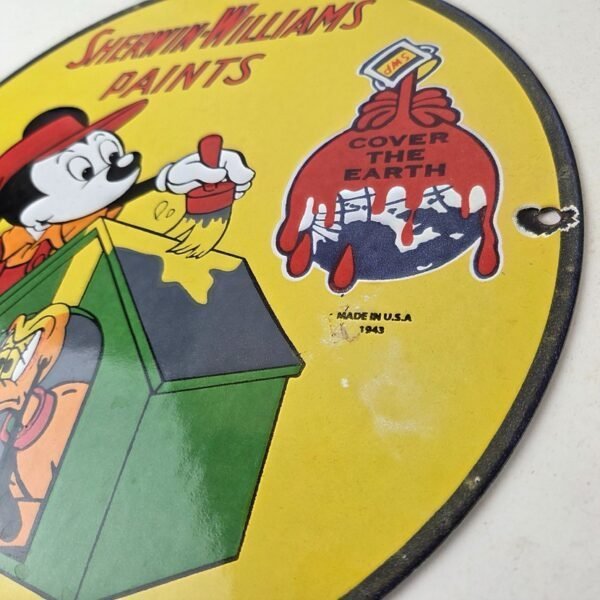 SHERWIN-WILLIAMS
PAINTS
SWP
COVER
THE
EARTH
MADE IN U.S.A
1943